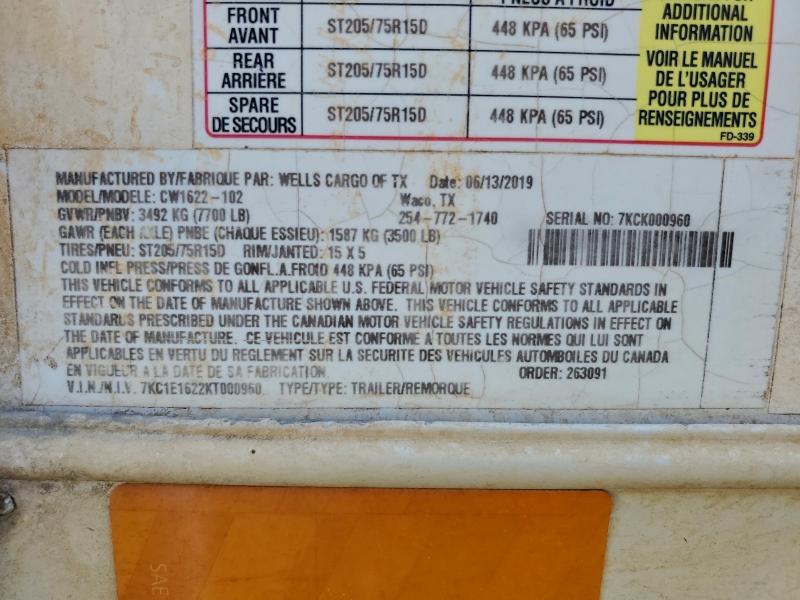 FRONT AVANT ST205/75R15D 448 KPA (65 PSI)
REAR ARRIÈRE ST205/75R15D 448 KPA (65 PSI)
SPARE DE SECOURS ST205/75R15D 448 KPA (65 PSI)
ADDITIONAL
INFORMATION
VOIR LE MANUEL
DE L'USAGER
POUR PLUS DE
RENSEIGNEMENTS
FD-339
MANUFACTURED BY/FABRIQUE PAR: WELLS CARGO OF TX Date: 06/13/2019
MODEL/MODELE: CW1622-102 Waco, TX
GVWR/PNBV: 3492 KG (7700 LB) 254-772-1740 SERIAL NO: 7KCK000960
GAWR (EACH AXLE) PNBE (CHAQUE ESSIEU): 1587 KG (3500 LB)
TIRES/PNEU: ST205/75R15D RIM/JANTED: 15 X 5
COLD INFL PRESS/PRESS DE GONFL.A.FROID 448 KPA (65 PSI)
THIS VEHICLE CONFORMS TO ALL APPLICABLE U.S. FEDERAL MOTOR VEHICLE SAFETY STANDARDS IN
EFFECT ON THE DATE OF MANUFACTURE SHOWN ABOVE. THIS VEHICLE CONFORMS TO ALL APPLICABLE
STANDARDS PRESCRIBED UNDER THE CANADIAN MOTOR VEHICLE SAFETY REGULATIONS IN EFFECT ON
THE DATE OF MANUFACTURE. CE VEHICULE EST CONFORME A TOUTES LES NORMES QUI LUI SONT
APPLICABLES EN VERTU DU REGLEMENT SUR LA SECURITE DES VEHICULES AUTOMBOILES DU CANADA
EN VIGUEUR A LA DATE DE SA FABRICATION. ORDER: 263091
V.I.N./N.I.V. 7KC1E1622KT000960 TYPE/TYPE: TRAILER/REMORQUE
SAE